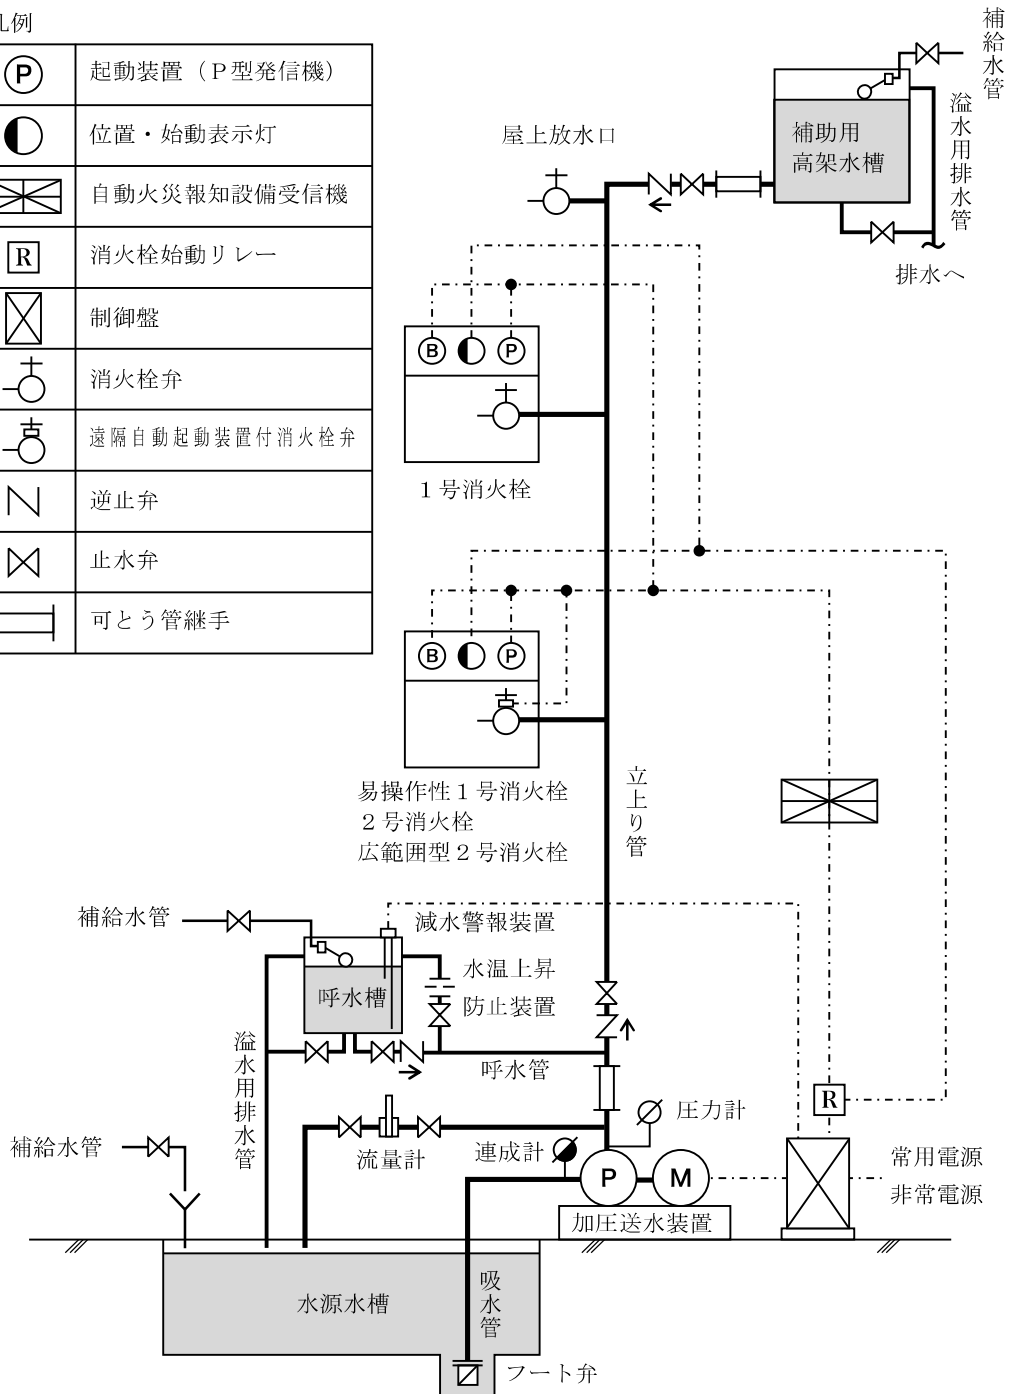 凡例
P
起動装置（Ｐ型発信機）
位置・始動表示灯
自動火災報知設備受信機
R
消火栓始動リレー
制御盤
消火栓弁
遠隔自動起動装置付消火栓弁
逆止弁
止水弁
可とう管継手
補給水管
溢水用排水管
補助用
高架水槽
排水へ
屋上放水口
B
P
１号消火栓
B
P
易操作性１号消火栓
２号消火栓
広範囲型２号消火栓
立上り管
補給水管
減水警報装置
呼水槽
水温上昇
防止装置
溢水用排水管
呼水管
R
圧力計
流量計
連成計
補給水管
P
M
常用電源
非常電源
加圧送水装置
水源水槽
吸水管
フート弁